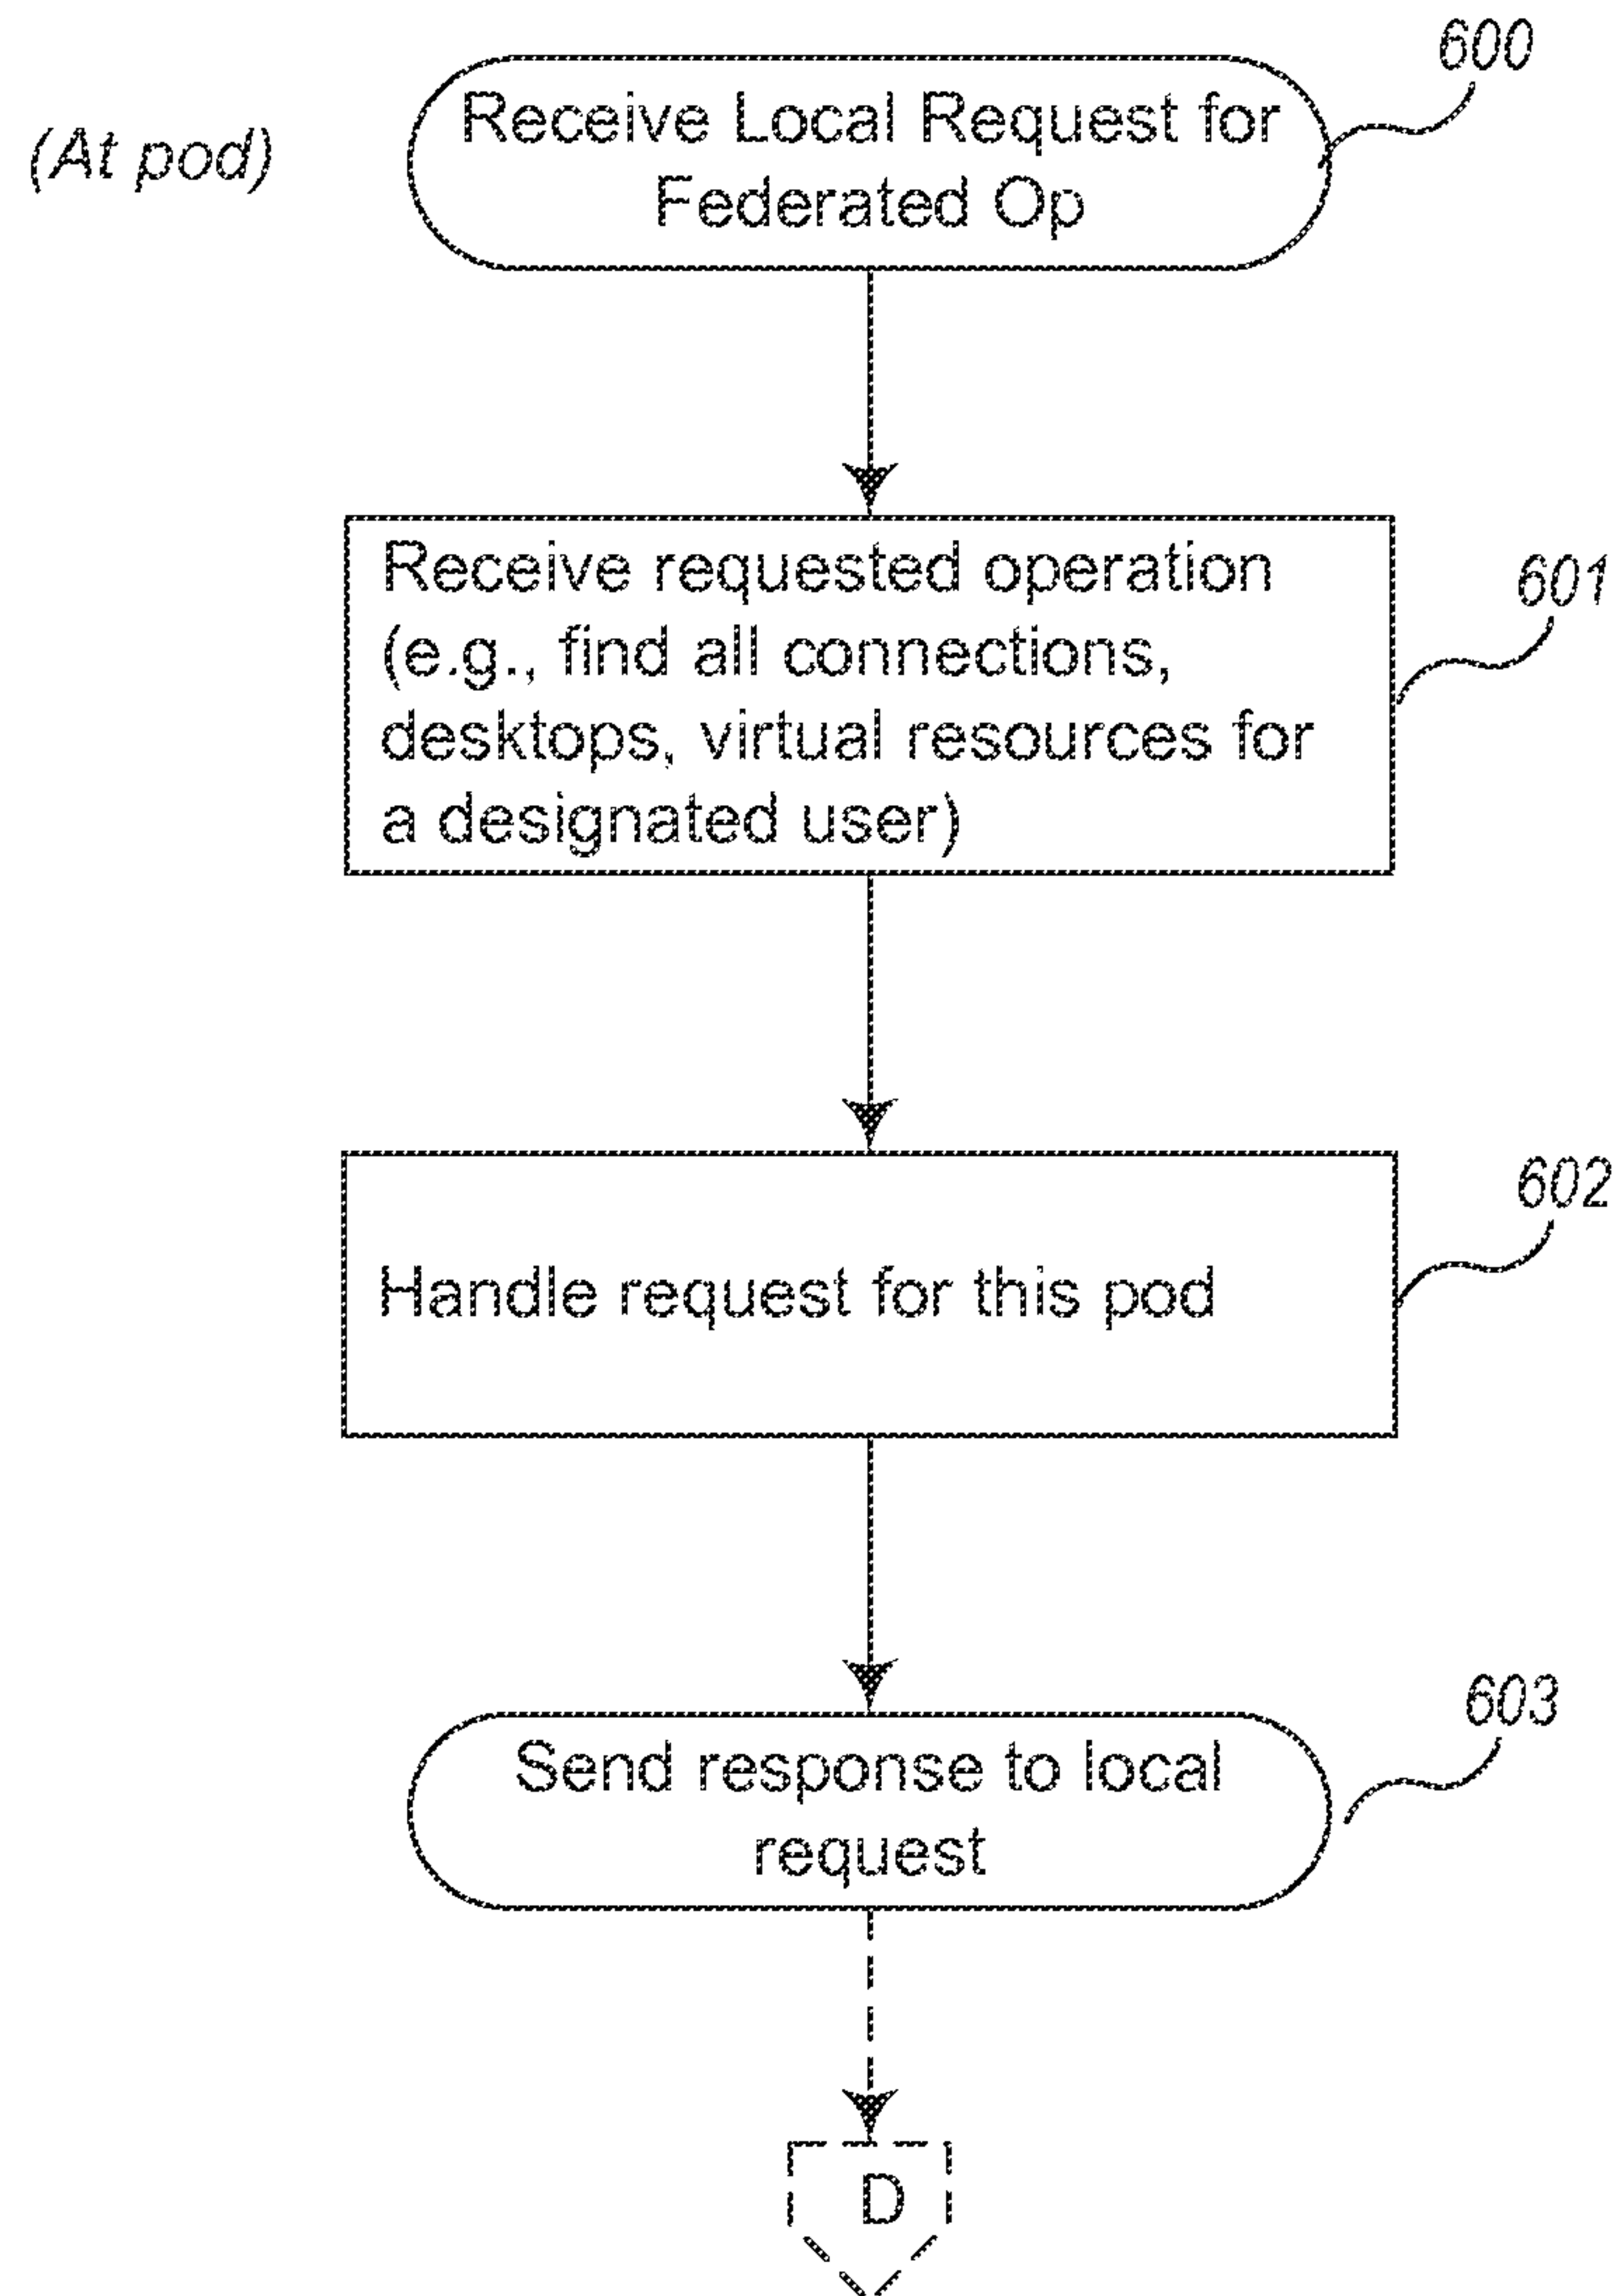 600
(At pod)
Receive Local Request for
Federated Op
Receive requested operation
(e.g., find all connections,
desktops, virtual resources for
a designated user)
601
602
Handle request for this pod
603
Send response to local
request
D